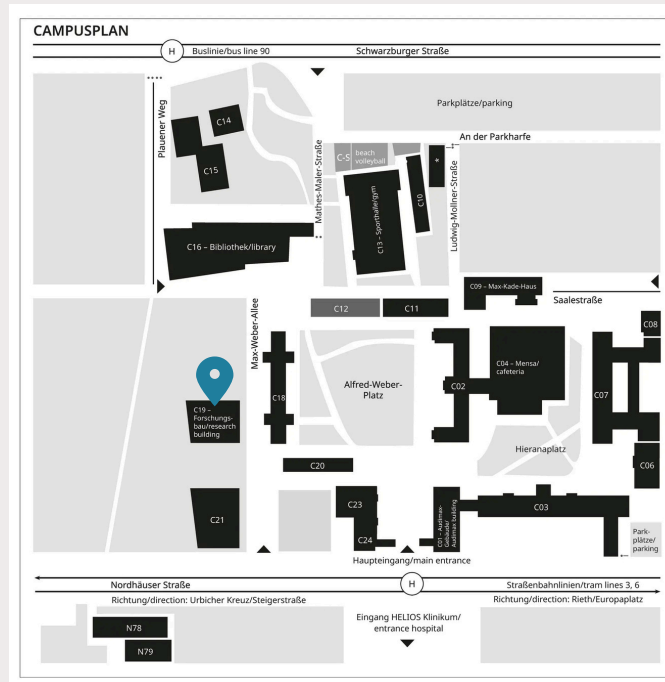 CAMPUSPLAN
H
Buslinie/bus line 90
Schwarzburger Straße
Parkplätze/parking
Plauener Weg
C14
C15
Mathes-Maler-Straße
C-S
beach
volleyball
An der Parkharfe
*
C10
C13 – Sporthalle/gym
Ludwig-Mollner-Straße
C16 – Bibliothek/library
C09 – Max-Kade-Haus
Saalestraße
C12
C11
C08
Max-Weber-Allee
C18
Alfred-Weber-
Platz
C02
C04 – Mensa/
cafeteria
C07
C19 –
Forschungs-
bau/research
building
Hieranaplatz
C20
C06
C21
C23
C24
C01 – Audimax-
Gebäude/
Audimax building
C03
Park-
plätze/
parking
Haupteingang/main entrance
Nordhäuser Straße
H
Straßenbahnlinien/tram lines 3, 6
Richtung/direction: Urbicher Kreuz/Steigerstraße
Richtung/direction: Rieth/Europaplatz
Eingang HELIOS Klinikum/
entrance hospital
N78
N79